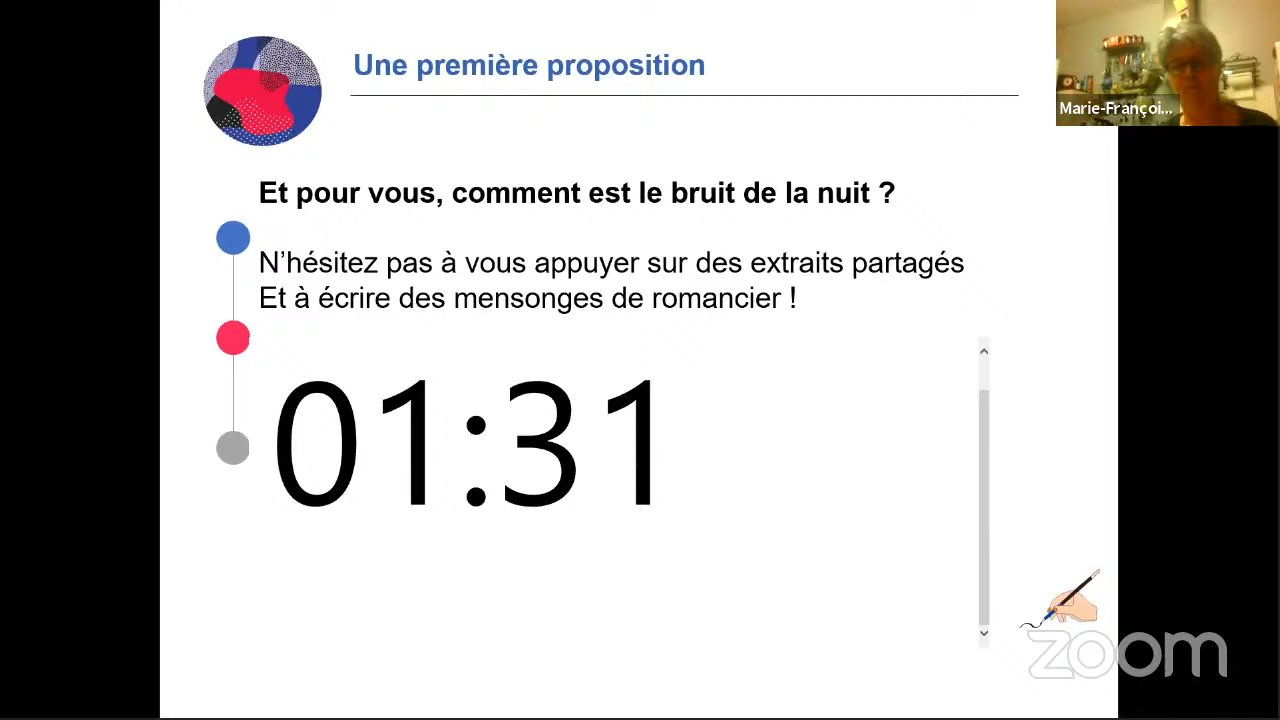 Une première proposition
Marie-Françoi...
Et pour vous, comment est le bruit de la nuit ?
N’hésitez pas à vous appuyer sur des extraits partagés
Et à écrire des mensonges de romancier !
01:31
zoom